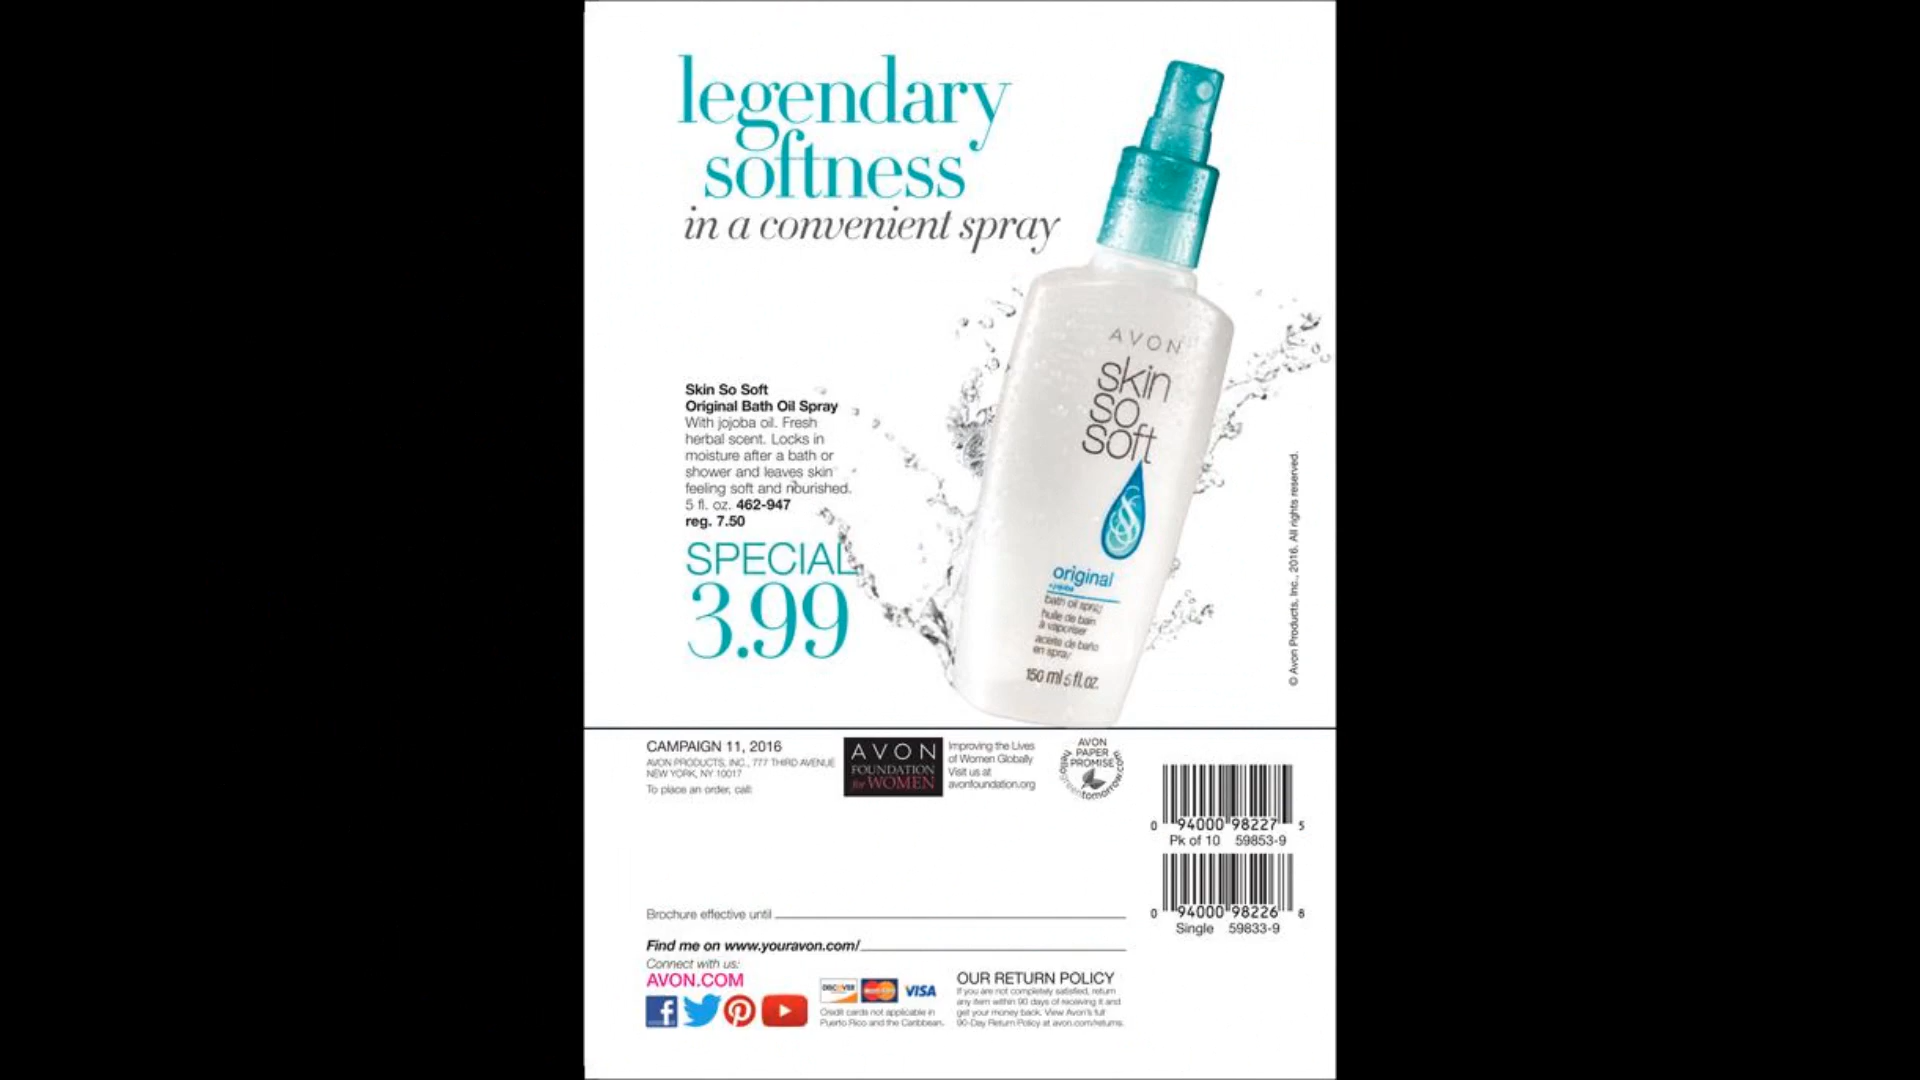 legendary
softness
in a convenient spray
AVON
skin
so
soft
original
bath oil spray
huile de bain
à vaporiser
aceite de baño
en spray
150 ml 5 fl. oz.
Skin So Soft
Original Bath Oil Spray
With jojoba oil. Fresh
herbal scent. Locks in
moisture after a bath or
shower and leaves skin
feeling soft and nourished.
5 fl. oz. 462-947
reg. 7.50
SPECIAL
3.99
© Avon Products, Inc., 2016. All rights reserved.
CAMPAIGN 11, 2016
AVON PRODUCTS, INC., 777 THIRD AVENUE
NEW YORK, NY 10017
To place an order, call:
AVON
FOUNDATION
for WOMEN
Improving the Lives
of Women Globally
Visit us at
avonfoundation.org
AVON
PAPER
PROMISE
hellogreentomorrow.com
0 94000 98227 5
Pk of 10 59853-9
0 94000 98226 8
Single 59833-9
Brochure effective until
Find me on www.youravon.com/
Connect with us:
AVON.COM
DISCOVER MasterCard VISA
Credit cards not applicable in
Puerto Rico and the Caribbean.
OUR RETURN POLICY
If you are not completely satisfied, return
any item within 90 days of receiving it and
get your money back. View Avon's full
90-Day Return Policy at avon.com/returns.